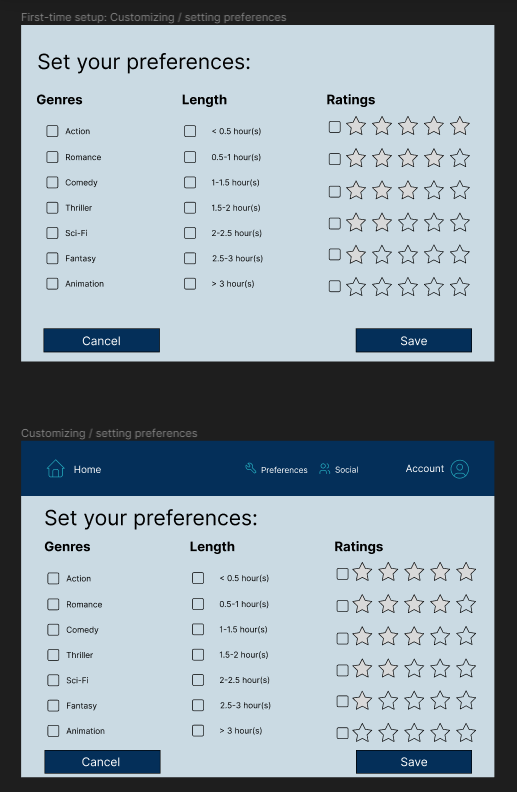 First-time setup: Customizing / setting preferences
Set your preferences:
Genres Length Ratings
Action < 0.5 hour(s)
Romance 0.5-1 hour(s)
Comedy 1-1.5 hour(s)
Thriller 1.5-2 hour(s)
Sci-Fi 2-2.5 hour(s)
Fantasy 2.5-3 hour(s)
Animation > 3 hour(s)
Cancel Save
Customizing / setting preferences
Home Preferences Social Account
Set your preferences:
Genres Length Ratings
Action < 0.5 hour(s)
Romance 0.5-1 hour(s)
Comedy 1-1.5 hour(s)
Thriller 1.5-2 hour(s)
Sci-Fi 2-2.5 hour(s)
Fantasy 2.5-3 hour(s)
Animation > 3 hour(s)
Cancel Save